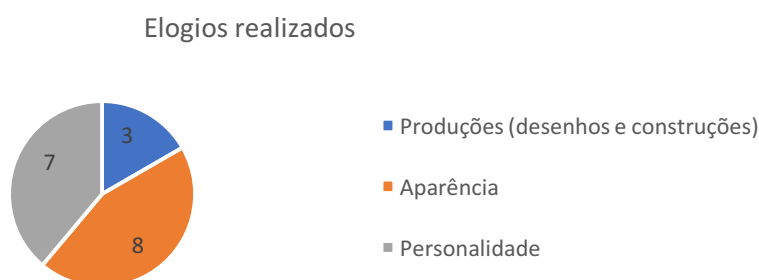 Elogios realizados
3
7
8
Produções (desenhos e construções)
Aparência
Personalidade